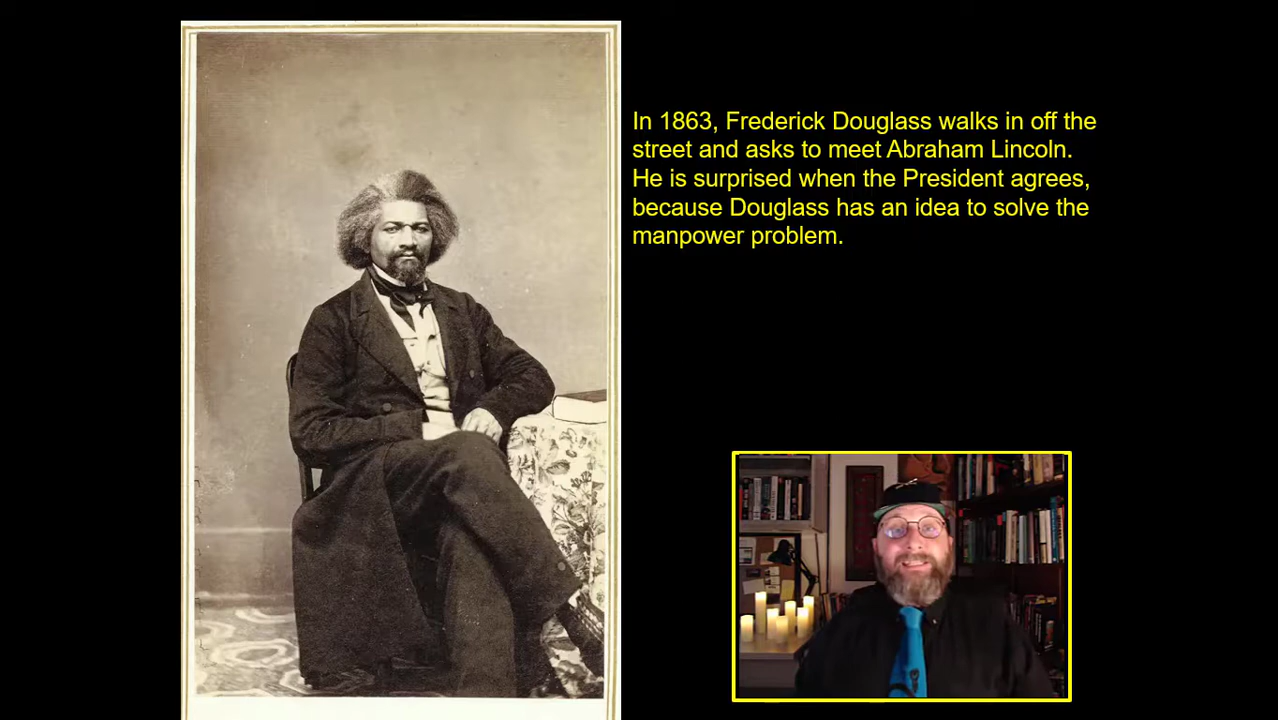 In 1863, Frederick Douglass walks in off the
street and asks to meet Abraham Lincoln.
He is surprised when the President agrees,
because Douglass has an idea to solve the
manpower problem.